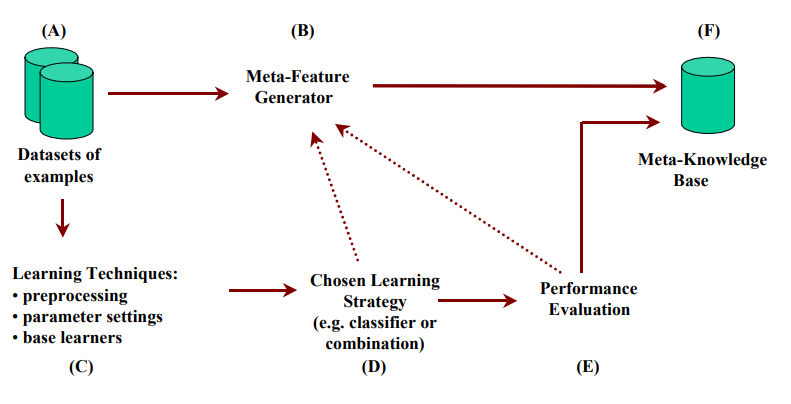 (A)
(B)
(F)
Meta-Feature
Generator
Datasets of
examples
Meta-Knowledge
Base
Learning Techniques:
• preprocessing
• parameter settings
• base learners
Chosen Learning
Strategy
(e.g. classifier or
combination)
Performance
Evaluation
(C)
(D)
(E)